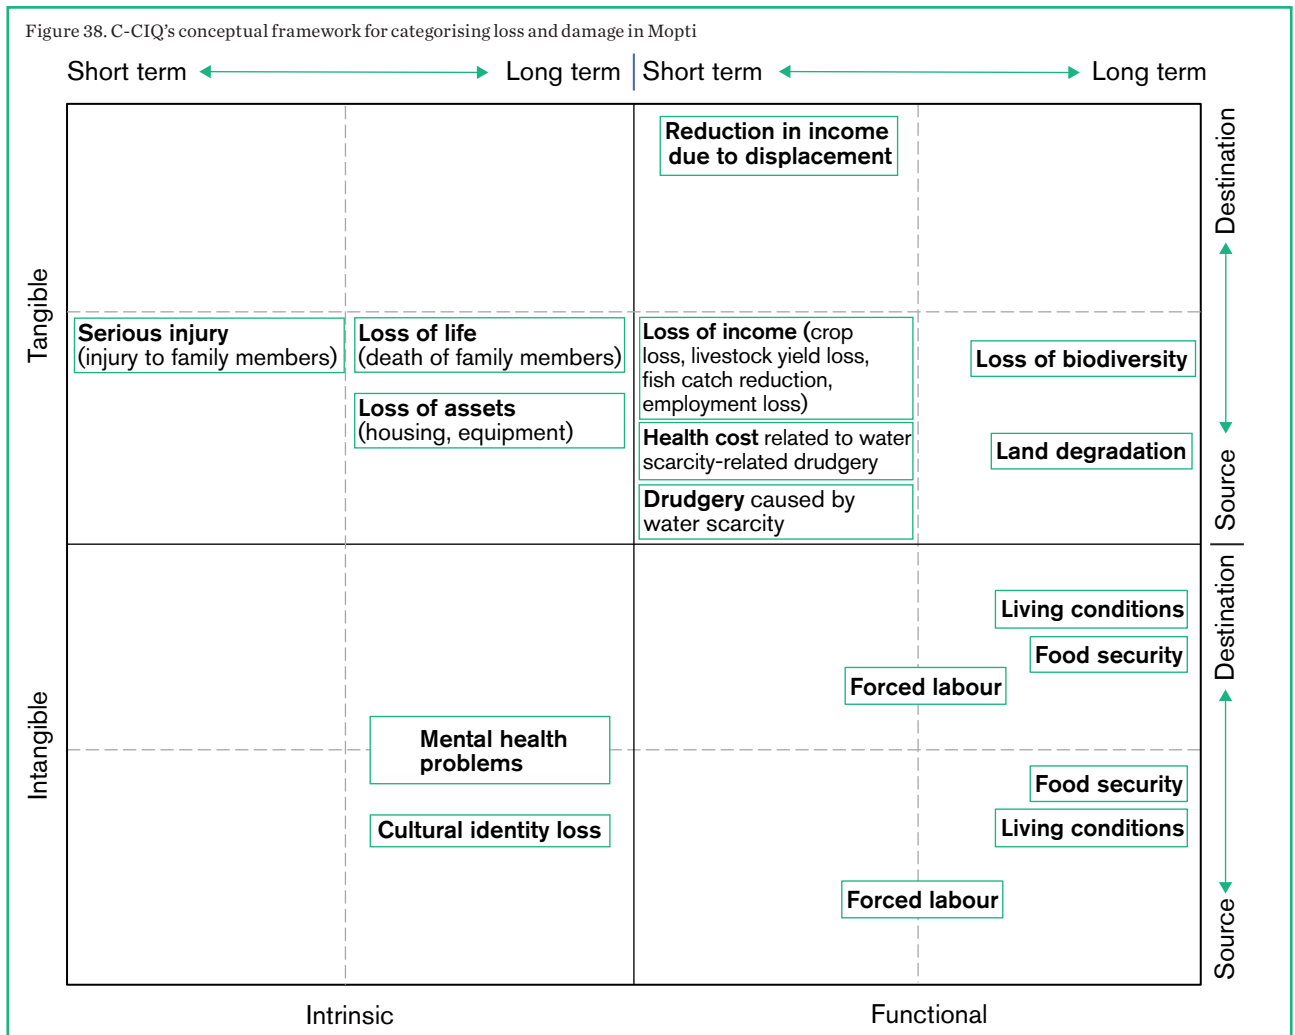 Figure 38. C-CIQ's conceptual framework for categorising loss and damage in Mopti
Short term
Long term
Short term
Long term
Reduction in income
due to displacement
Destination
Tangible
Serious injury
(injury to family members)
Loss of life
(death of family members)
Loss of assets
(housing, equipment)
Loss of income (crop
loss, livestock yield loss,
fish catch reduction,
employment loss)
Health cost related to water
scarcity-related drudgery
Drudgery caused by
water scarcity
Loss of biodiversity
Land degradation
Source
Destination
Living conditions
Food security
Forced labour
Intangible
Mental health
problems
Cultural identity loss
Food security
Living conditions
Forced labour
Source
Intrinsic
Functional